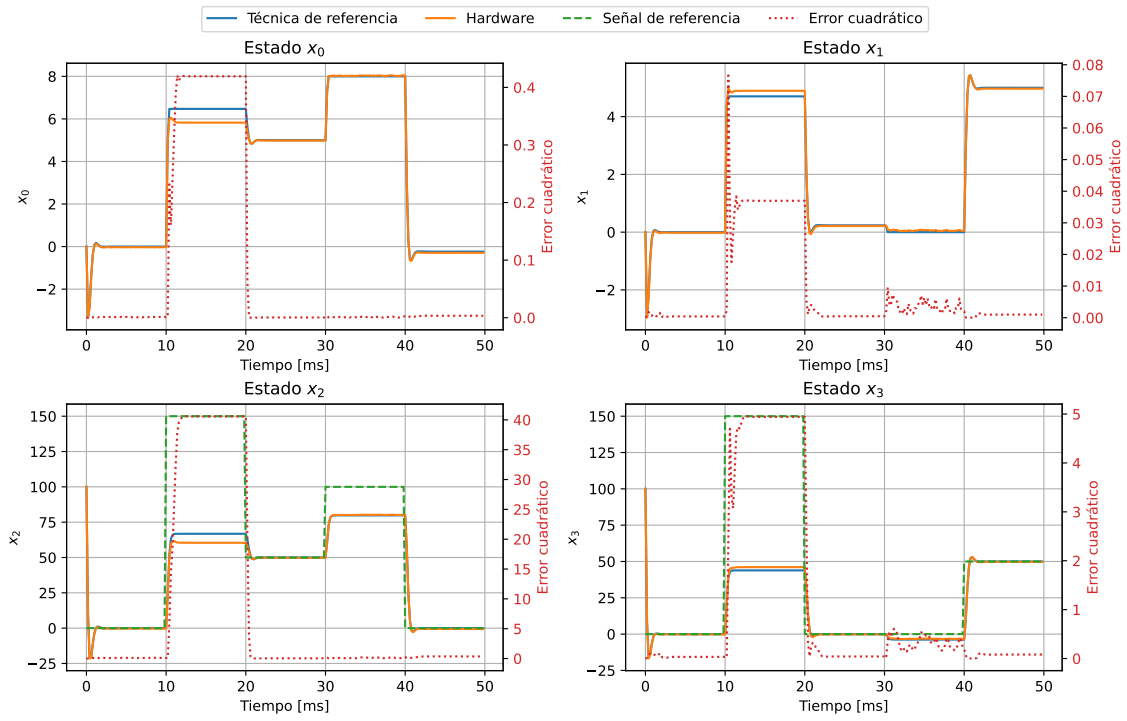 Técnica de referencia Hardware Señal de referencia Error cuadrático
Estado x₀
8
6
4
2
0
−2
x₀
0.4
0.3
0.2
0.1
0.0
Error cuadrático
0 10 20 30 40 50
Tiempo [ms]
Estado x₁
4
2
0
−2
x₁
0.08
0.07
0.06
0.05
0.04
0.03
0.02
0.01
0.00
Error cuadrático
0 10 20 30 40 50
Tiempo [ms]
Estado x₂
150
125
100
75
50
25
0
−25
x₂
40
35
30
25
20
15
10
5
0
Error cuadrático
0 10 20 30 40 50
Tiempo [ms]
Estado x₃
150
125
100
75
50
25
0
−25
x₃
5
4
3
2
1
0
Error cuadrático
0 10 20 30 40 50
Tiempo [ms]